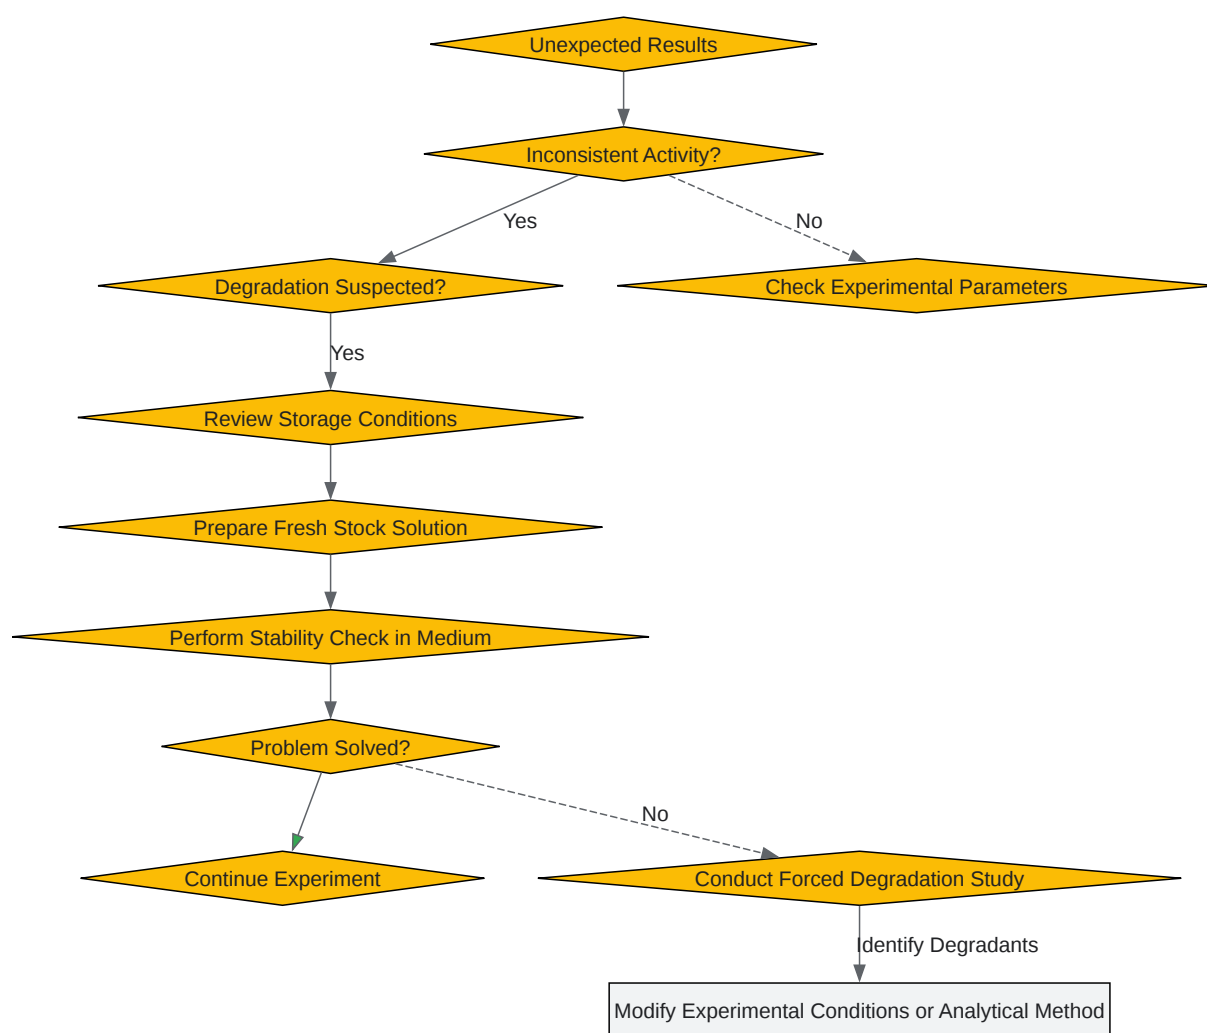 Unexpected Results
Inconsistent Activity?
Yes
No
Degradation Suspected?
Check Experimental Parameters
Yes
Review Storage Conditions
Prepare Fresh Stock Solution
Perform Stability Check in Medium
Problem Solved?
No
Continue Experiment
Conduct Forced Degradation Study
Identify Degradants
Modify Experimental Conditions or Analytical Method